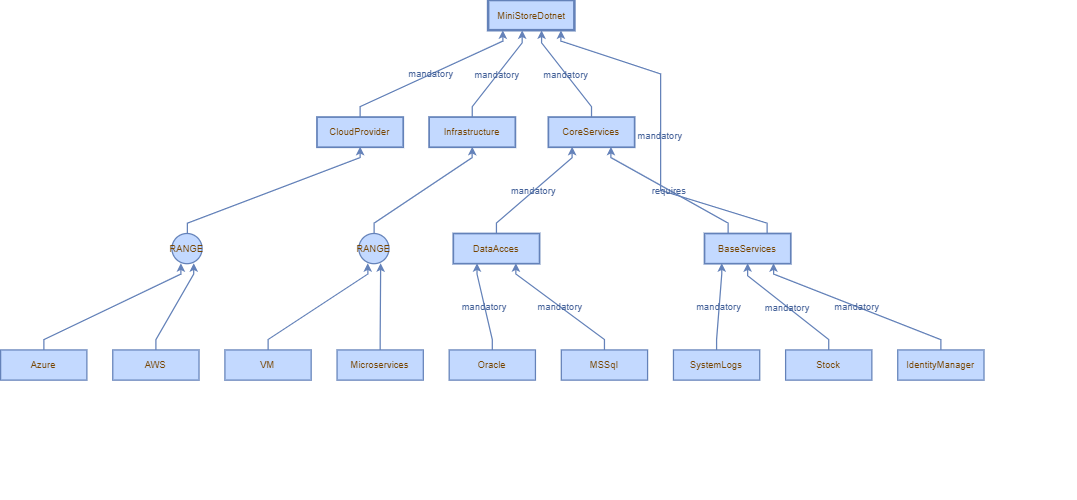 MiniStoreDotnet
mandatory
mandatory
mandatory
CloudProvider
Infrastructure
CoreServices
mandatory
mandatory
requires
RANGE
RANGE
DataAcces
BaseServices
mandatory
mandatory
mandatory
mandatory
mandatory
Azure
AWS
VM
Microservices
Oracle
MSSql
SystemLogs
Stock
IdentityManager